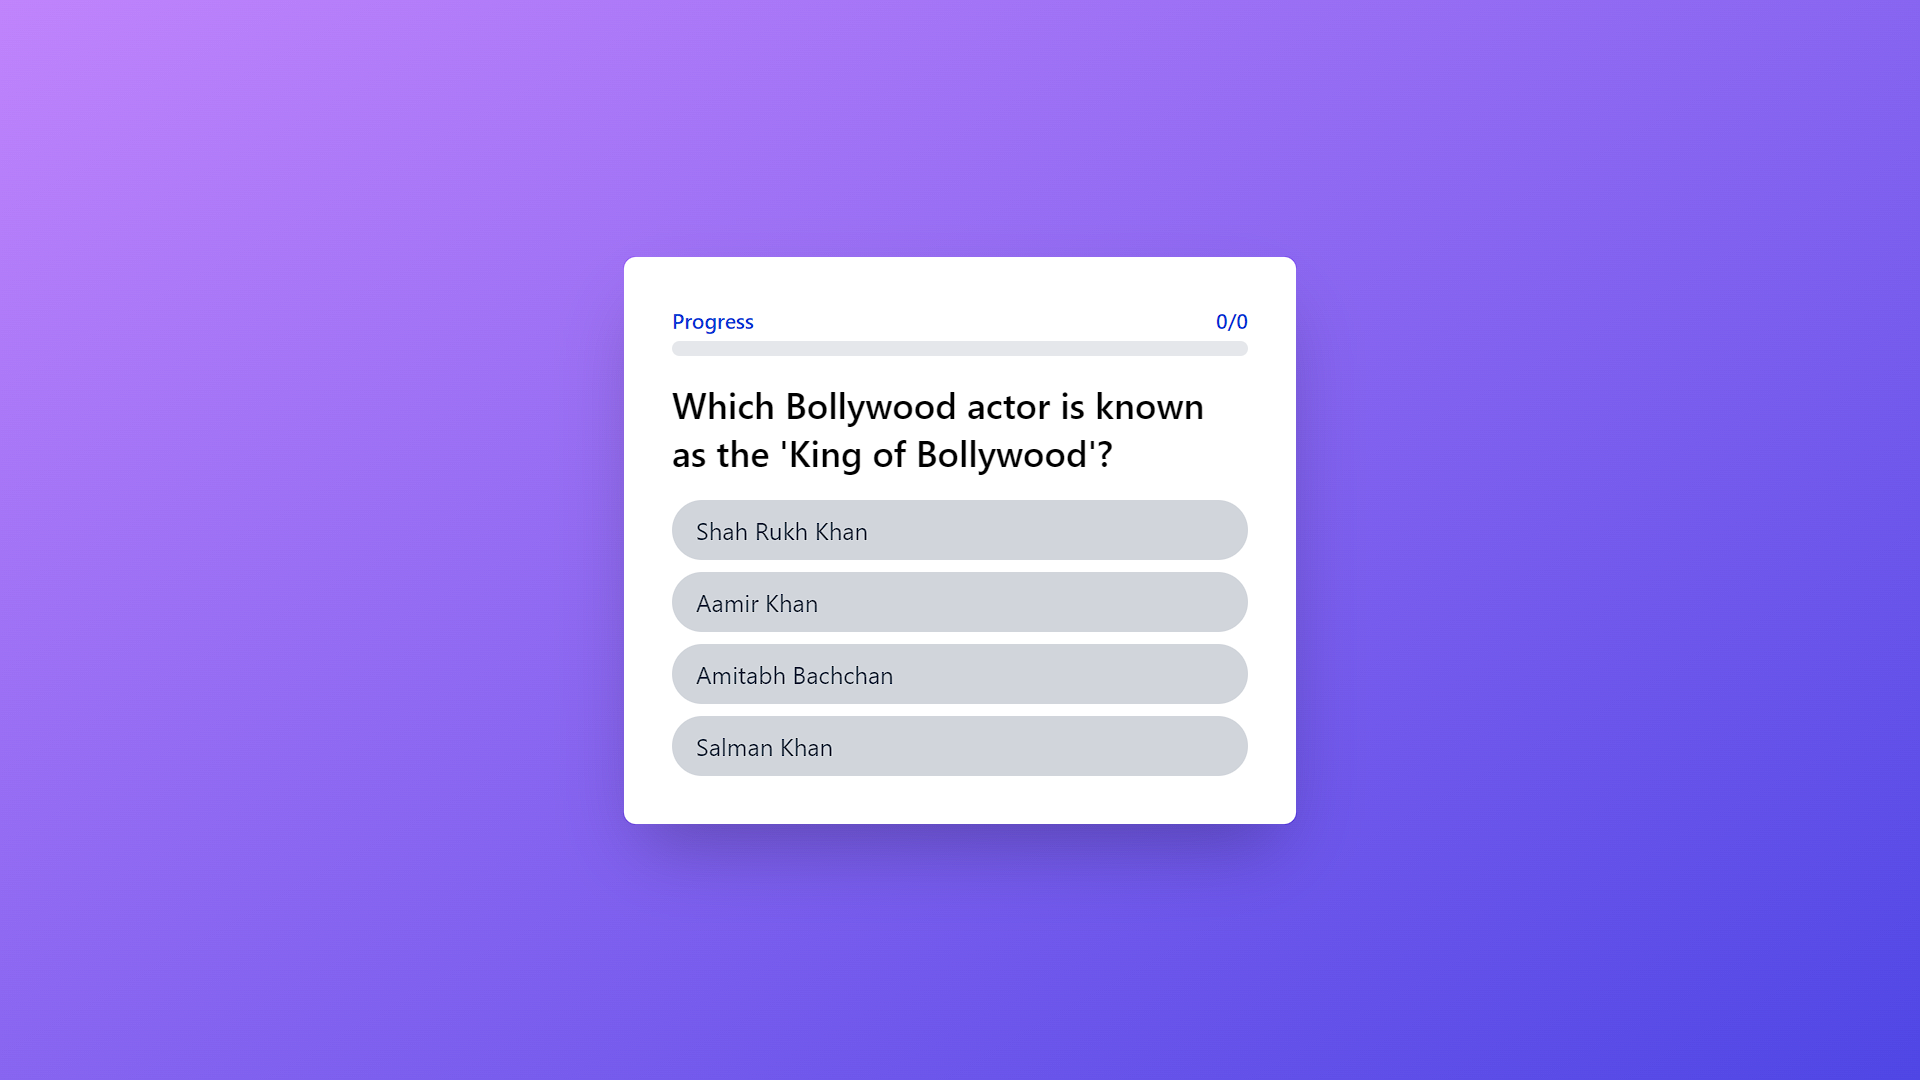 Progress 0/0
Which Bollywood actor is known
as the 'King of Bollywood'?
Shah Rukh Khan
Aamir Khan
Amitabh Bachchan
Salman Khan